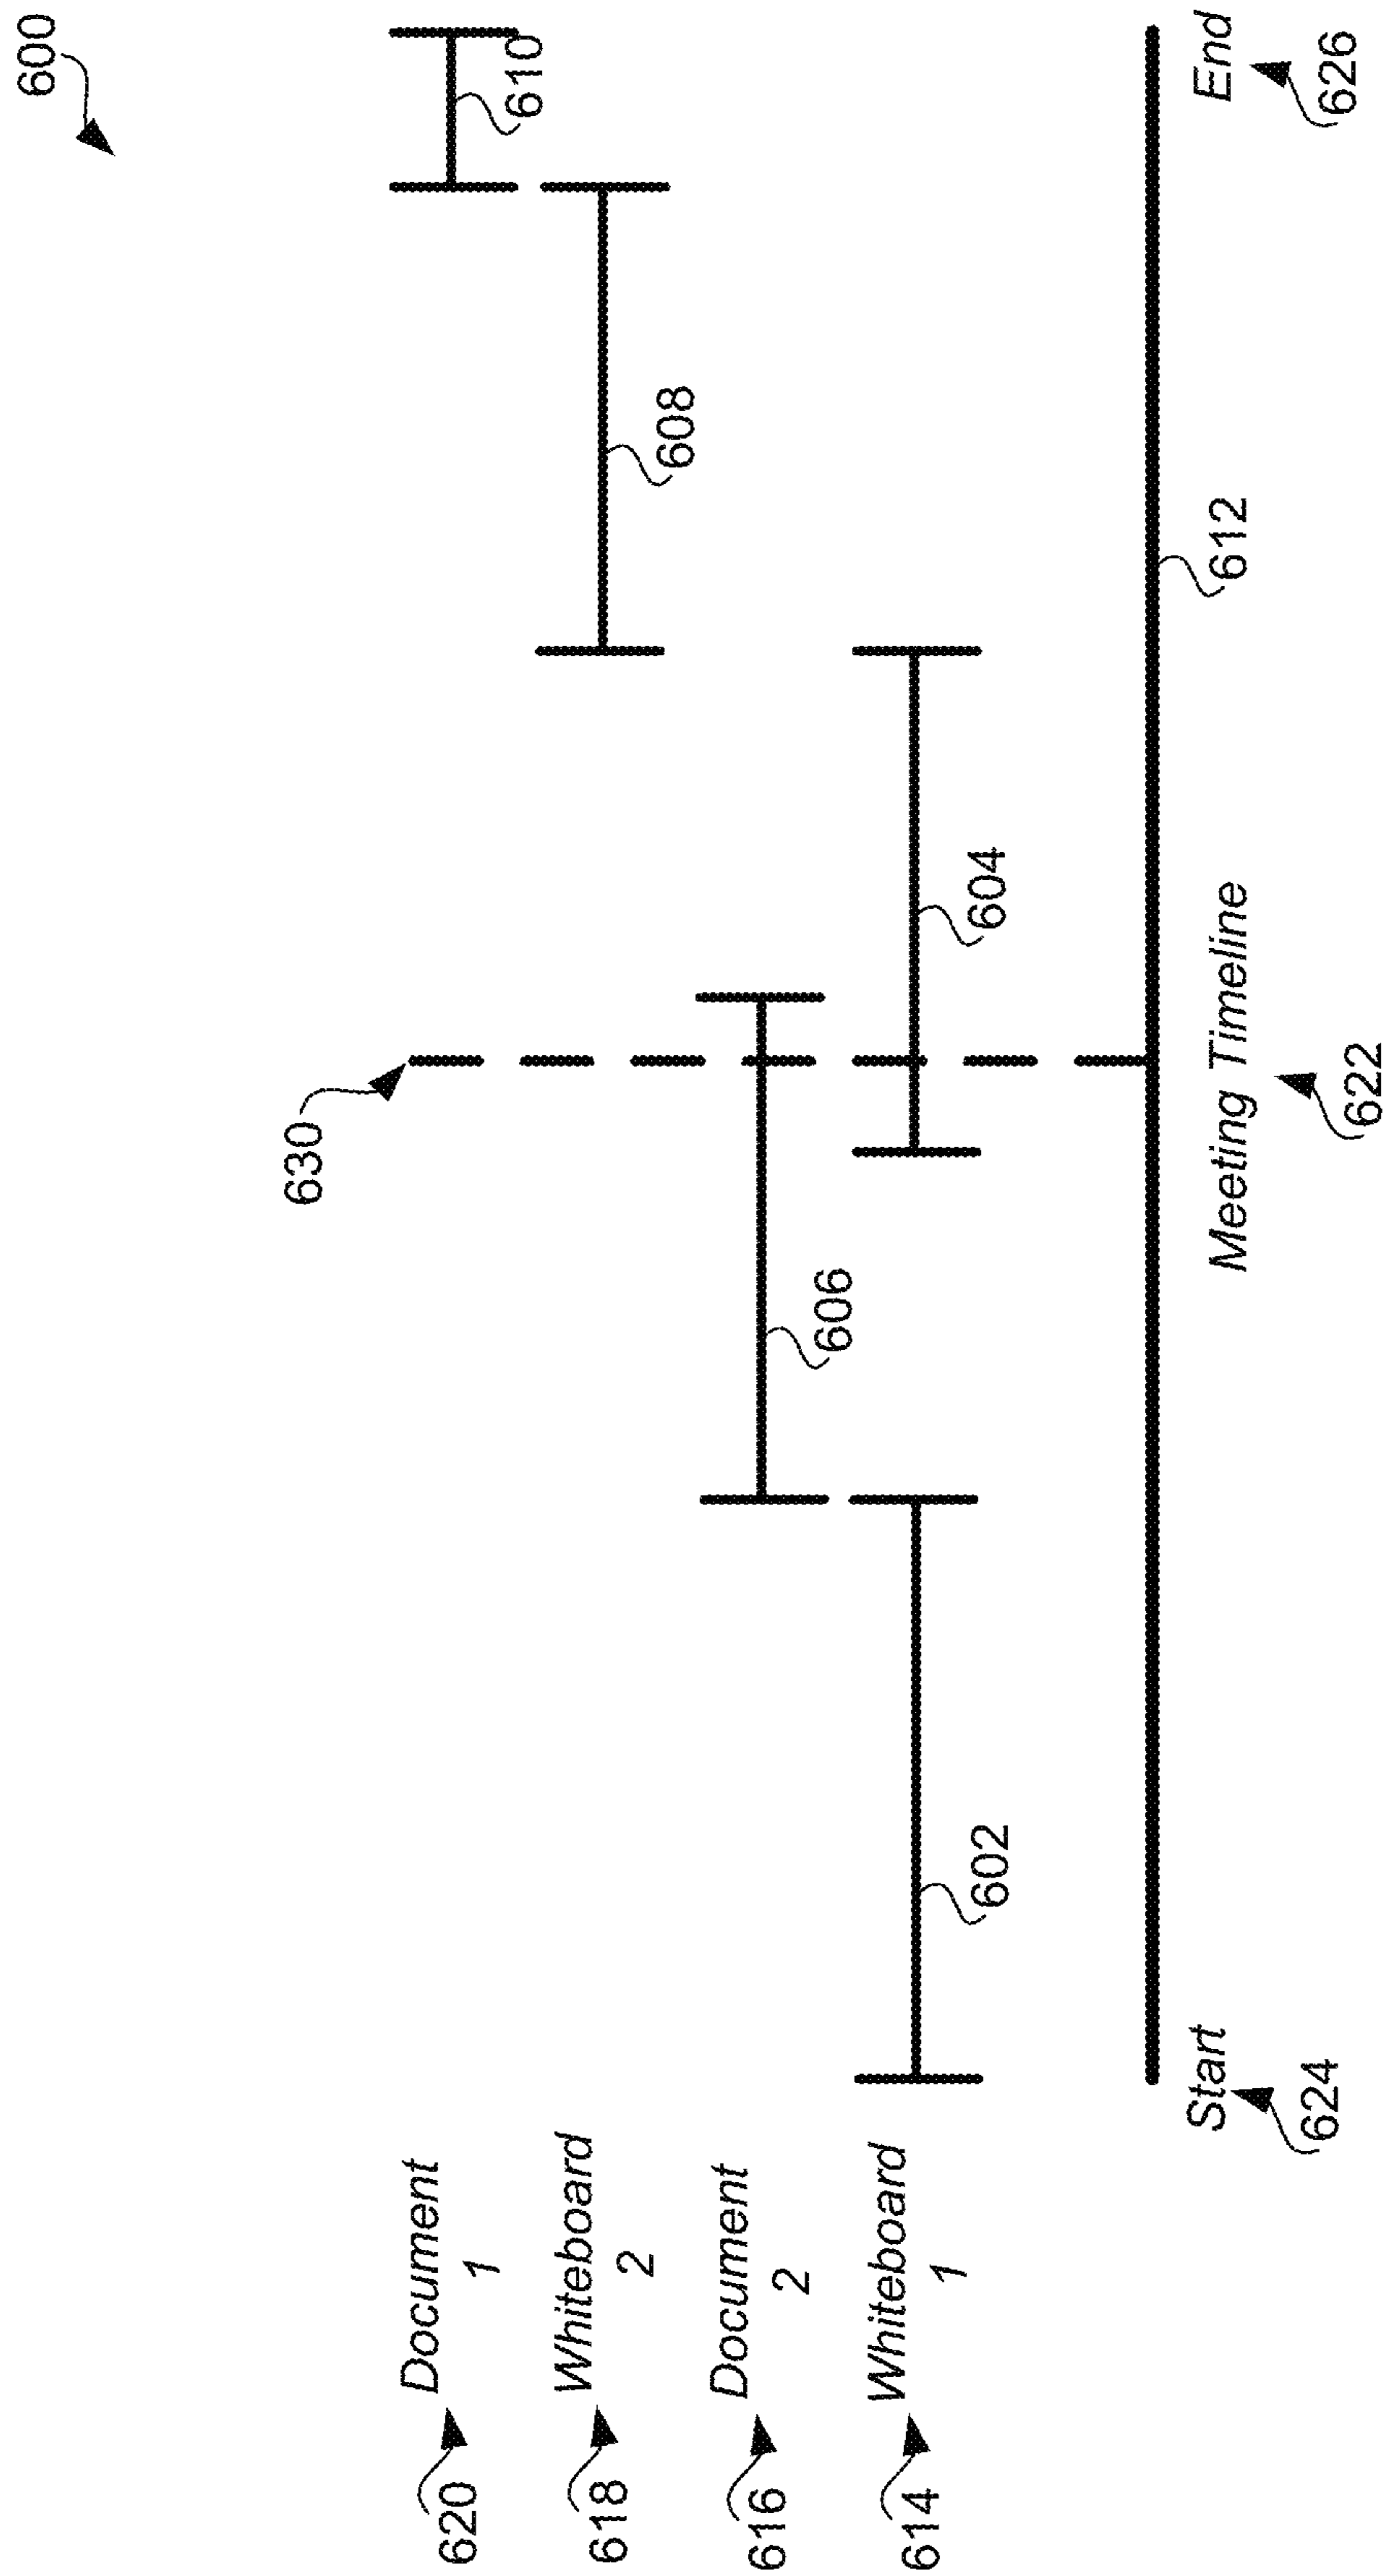 600
630
610
620 Document
1
618 Whiteboard
2
608
616 Document
2
606
614 Whiteboard
1
602
604
612
Start
624
Meeting Timeline
622
End
626